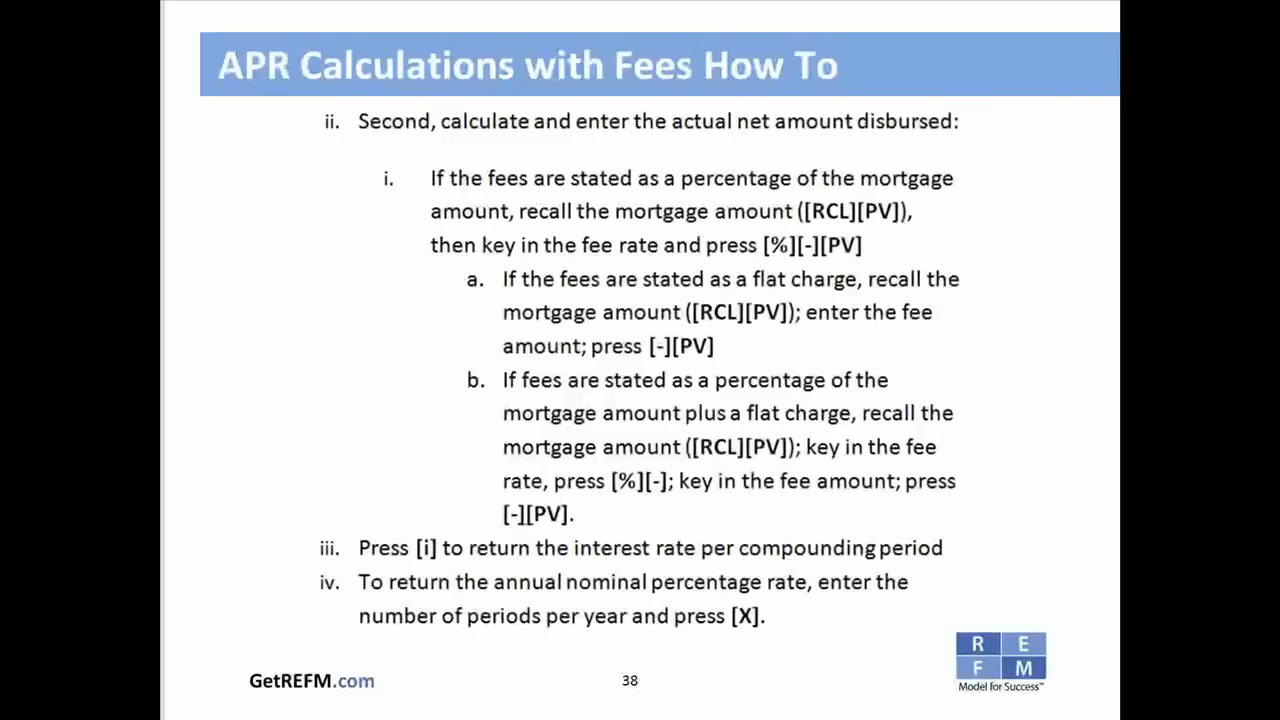 APR Calculations with Fees How To
ii. Second, calculate and enter the actual net amount disbursed:
i. If the fees are stated as a percentage of the mortgage
amount, recall the mortgage amount ([RCL][PV]),
then key in the fee rate and press [%][-][PV]
a. If the fees are stated as a flat charge, recall the
mortgage amount ([RCL][PV]); enter the fee
amount; press [-][PV]
b. If fees are stated as a percentage of the
mortgage amount plus a flat charge, recall the
mortgage amount ([RCL][PV]); key in the fee
rate, press [%][-]; key in the fee amount; press
[-][PV].
iii. Press [i] to return the interest rate per compounding period
iv. To return the annual nominal percentage rate, enter the
number of periods per year and press [X].
R E
F M
Model for Success™
GetREFM.com
38